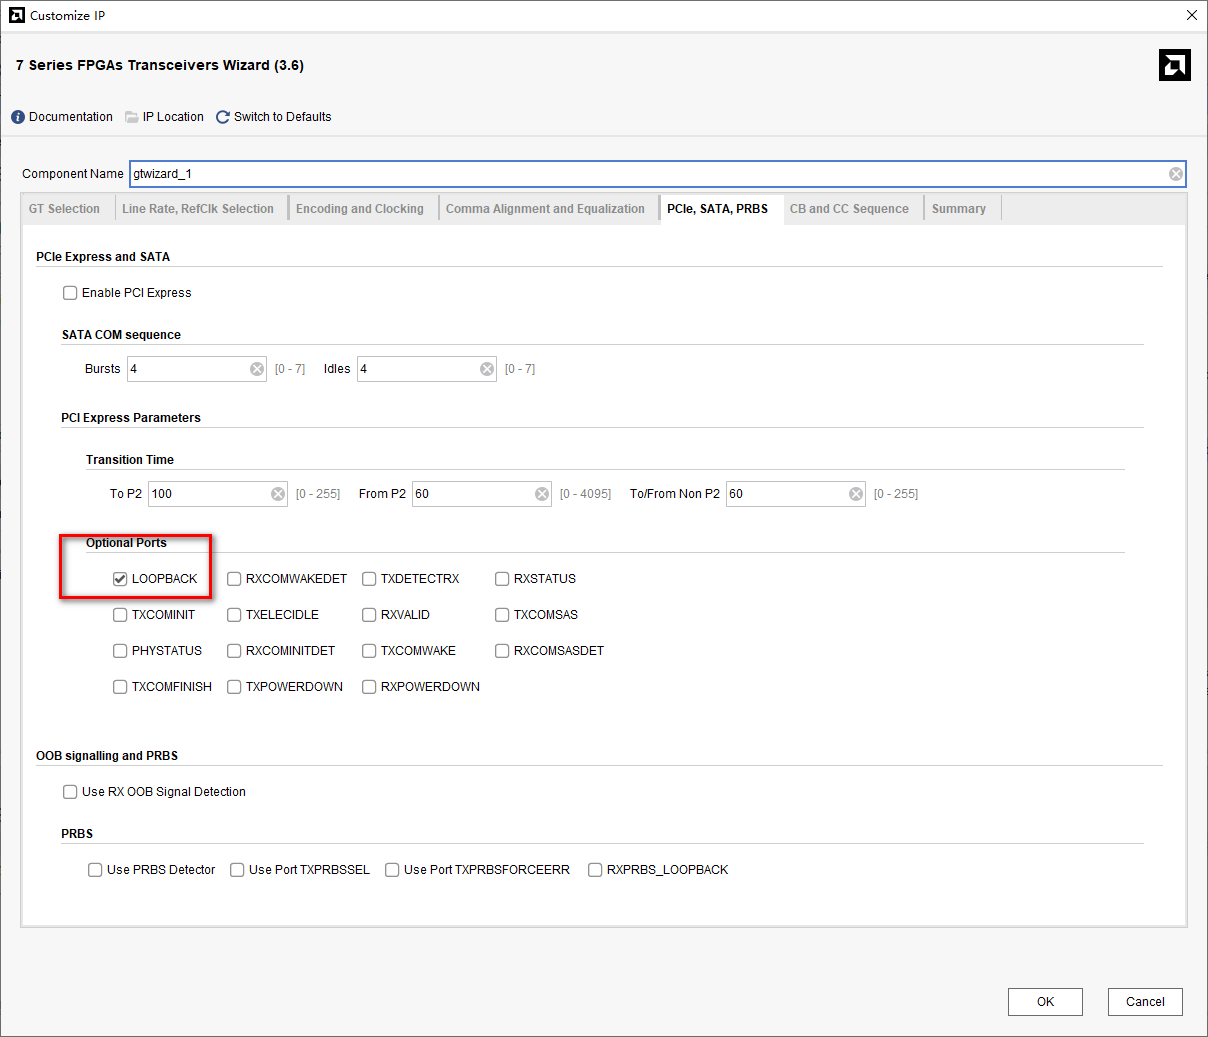 Customize IP
7 Series FPGAs Transceivers Wizard (3.6)
Documentation IP Location Switch to Defaults
Component Name gtwizard_1
GT Selection Line Rate, RefClk Selection Encoding and Clocking Comma Alignment and Equalization PCIe, SATA, PRBS CB and CC Sequence Summary
PCIe Express and SATA
Enable PCI Express
SATA COM sequence
Bursts 4 [0 - 7] Idles 4 [0 - 7]
PCI Express Parameters
Transition Time
To P2 100 [0 - 255] From P2 60 [0 - 4095] To/From Non P2 60 [0 - 255]
Optional Ports
LOOPBACK RXCOMWAKEDET TXDETECTRX RXSTATUS
TXCOMINIT TXELECIDLE RXVALID TXCOMSAS
PHYSTATUS RXCOMINITDET TXCOMWAKE RXCOMSASDET
TXCOMFINISH TXPOWERDOWN RXPOWERDOWN
OOB signalling and PRBS
Use RX OOB Signal Detection
PRBS
Use PRBS Detector Use Port TXPRBSSEL Use Port TXPRBSFORCEERR RXPRBS_LOOPBACK
OK Cancel